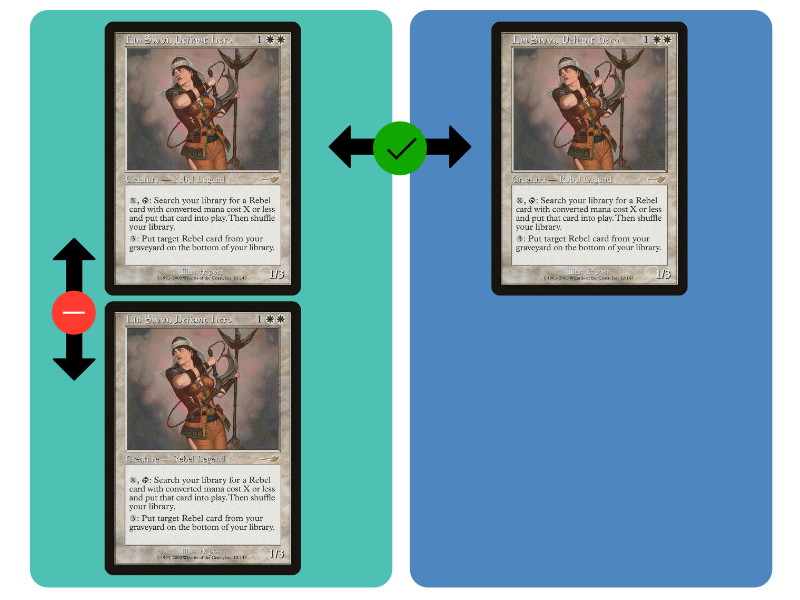 Lin Sivvi, Defiant Hero 1
Creature — Rebel Legend
X, : Search your library for a Rebel
card with converted mana cost X or less
and put that card into play. Then shuffle
your library.
3: Put target Rebel card from your
graveyard on the bottom of your library.
1/3
Lin Sivvi, Defiant Hero 1
Creature — Rebel Legend
X, : Search your library for a Rebel
card with converted mana cost X or less
and put that card into play. Then shuffle
your library.
3: Put target Rebel card from your
graveyard on the bottom of your library.
1/3
Lin Sivvi, Defiant Hero 1
Creature — Rebel Legend
X, : Search your library for a Rebel
card with converted mana cost X or less
and put that card into play. Then shuffle
your library.
3: Put target Rebel card from your
graveyard on the bottom of your library.
1/3